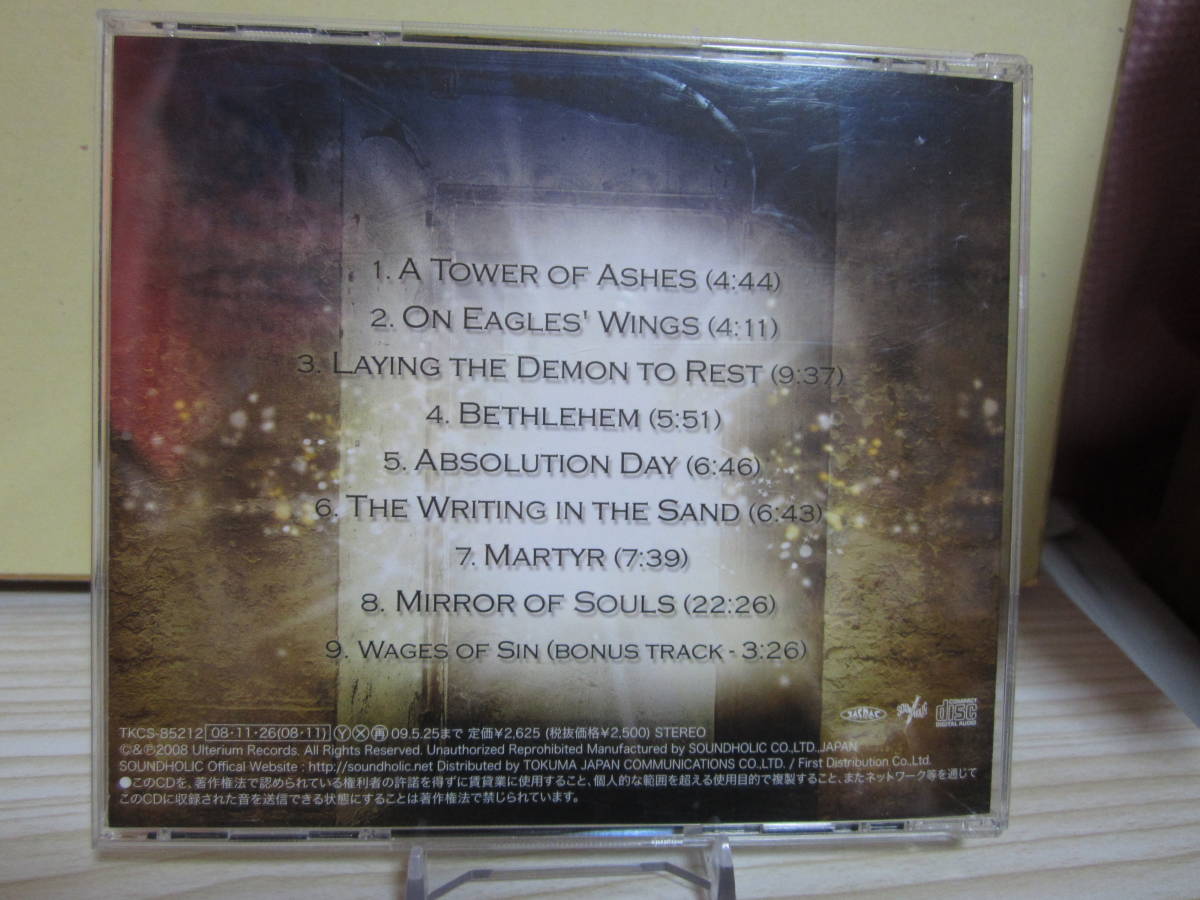 1. A Tower of Ashes (4:44)
2. On Eagles' Wings (4:11)
3. Laying the Demon to Rest (9:37)
4. Bethlehem (5:51)
5. Absolution Day (6:46)
6. The Writing in the Sand (6:43)
7. Martyr (7:39)
8. Mirror of Souls (22:26)
9. Wages of Sin (bonus track - 3:26)
JASRAC
COMPACT disc DIGITAL AUDIO
TKCS-85212 08・11・26(08・11) Ⓨ Ⓧ ㊞09.5.25まで 定価¥2,625 (税抜価格¥2,500) STEREO
©&℗2008 Ulterium Records. All Rights Reserved. Unauthorized Reprohibited Manufactured by SOUNDHOLIC CO.,LTD.,JAPAN
SOUNDHOLIC Offical Website : http://soundholic.net Distributed by TOKUMA JAPAN COMMUNICATIONS CO.,LTD. / First Distribution Co.,Ltd.
●このCDを、著作権法で認められている権利者の許諾を得ずに賃貸業に使用すること、個人的な範囲を超える使用目的で複製すること、またネットワーク等を通じて
このCDに収録された音を送信できる状態にすることは著作権法で禁じられています。